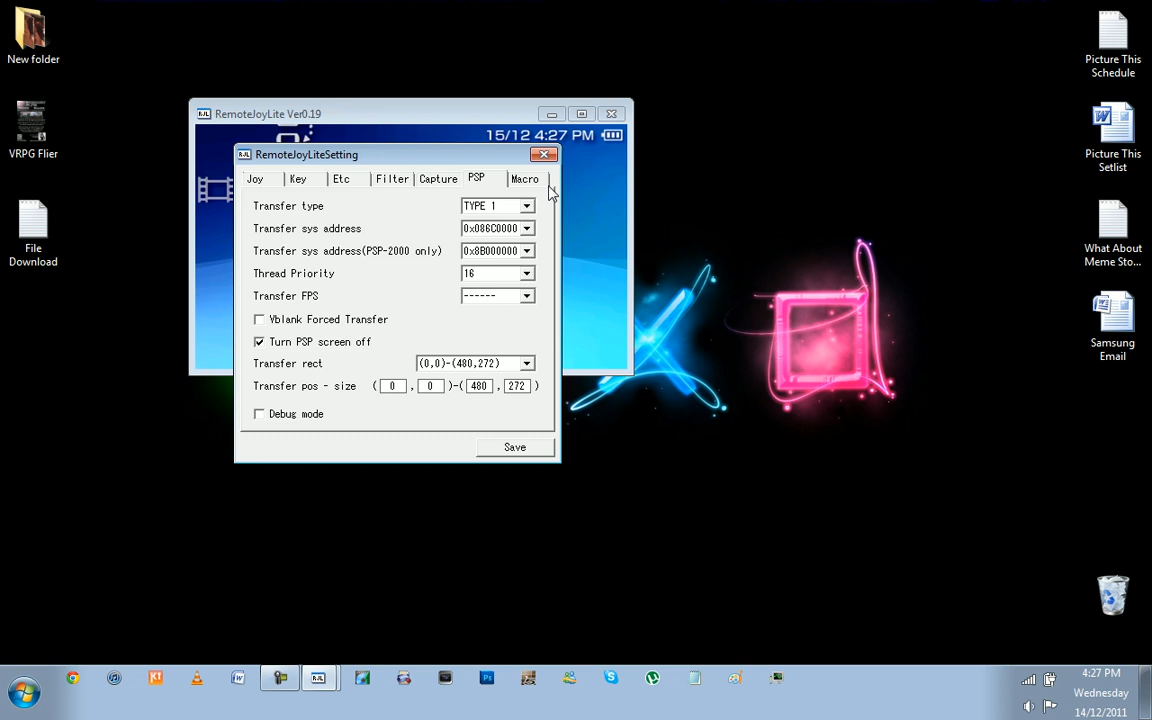 New folder
VRPG Flier
File
Download
RJL RemoteJoyLite Ver0.19
15/12 4:27 PM
RJL RemoteJoyLiteSetting
Joy Key Etc Filter Capture PSP Macro
Transfer type TYPE 1
Transfer sys address 0x086C0000
Transfer sys address(PSP-2000 only) 0x8B000000
Thread Priority 16
Transfer FPS ------
Vblank Forced Transfer
Turn PSP screen off
Transfer rect (0,0)-(480,272)
Transfer pos - size ( 0 , 0 )-( 480 , 272 )
Debug mode
Save
Picture This
Schedule
Picture This
Setlist
What About
Meme Sto...
Samsung
Email
RJL
4:27 PM
Wednesday
14/12/2011